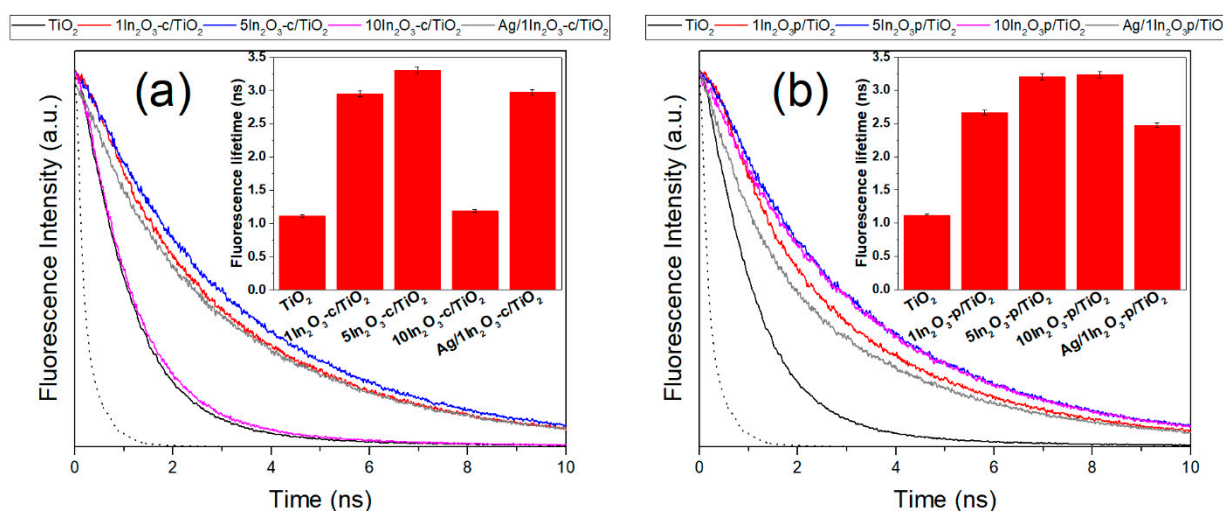 TiO₂ 1In₂O₃-c/TiO₂ 5In₂O₃-c/TiO₂ 10In₂O₃-c/TiO₂ Ag/1In₂O₃-c/TiO₂
(a)
Fluorescence Intensity (a.u.)
Fluorescence lifetime (ns)
3.5
3.0
2.5
2.0
1.5
1.0
0.5
0.0
TiO₂
1In₂O₃-c/TiO₂
5In₂O₃-c/TiO₂
10In₂O₃-c/TiO₂
Ag/1In₂O₃-c/TiO₂
0 2 4 6 8 10
Time (ns)
TiO₂ 1In₂O₃p/TiO₂ 5In₂O₃p/TiO₂ 10In₂O₃p/TiO₂ Ag/1In₂O₃p/TiO
(b)
Fluorescence Intensity (a.u.)
Fluorescence lifetime (ns)
3.5
3.0
2.5
2.0
1.5
1.0
0.5
0.0
TiO₂
1In₂O₃-p/TiO₂
5In₂O₃-p/TiO₂
10In₂O₃-p/TiO₂
Ag/1In₂O₃-p/TiO₂
0 2 4 6 8 10
Time (ns)